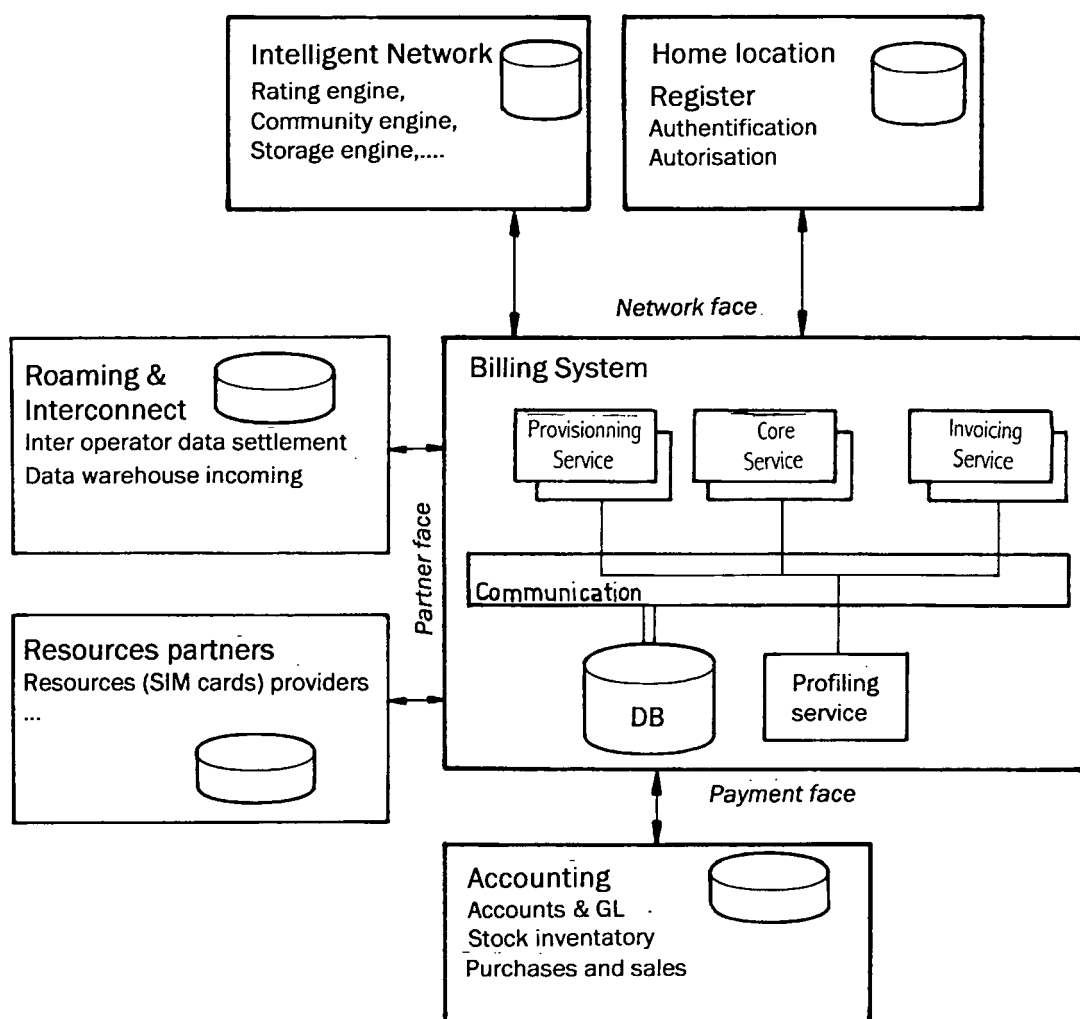 Intelligent Network
Rating engine,
Community engine,
Storage engine,....
Home location
Register
Authentification
Autorisation
Network face
Roaming &
Interconnect
Inter operator data settlement
Data warehouse incoming
Partner face
Resources partners
Resources (SIM cards) providers
...
Billing System
Provisionning
Service
Core
Service
Invoicing
Service
Communication
DB
Profiling
service
Payment face
Accounting
Accounts & GL
Stock inventatory
Purchases and sales